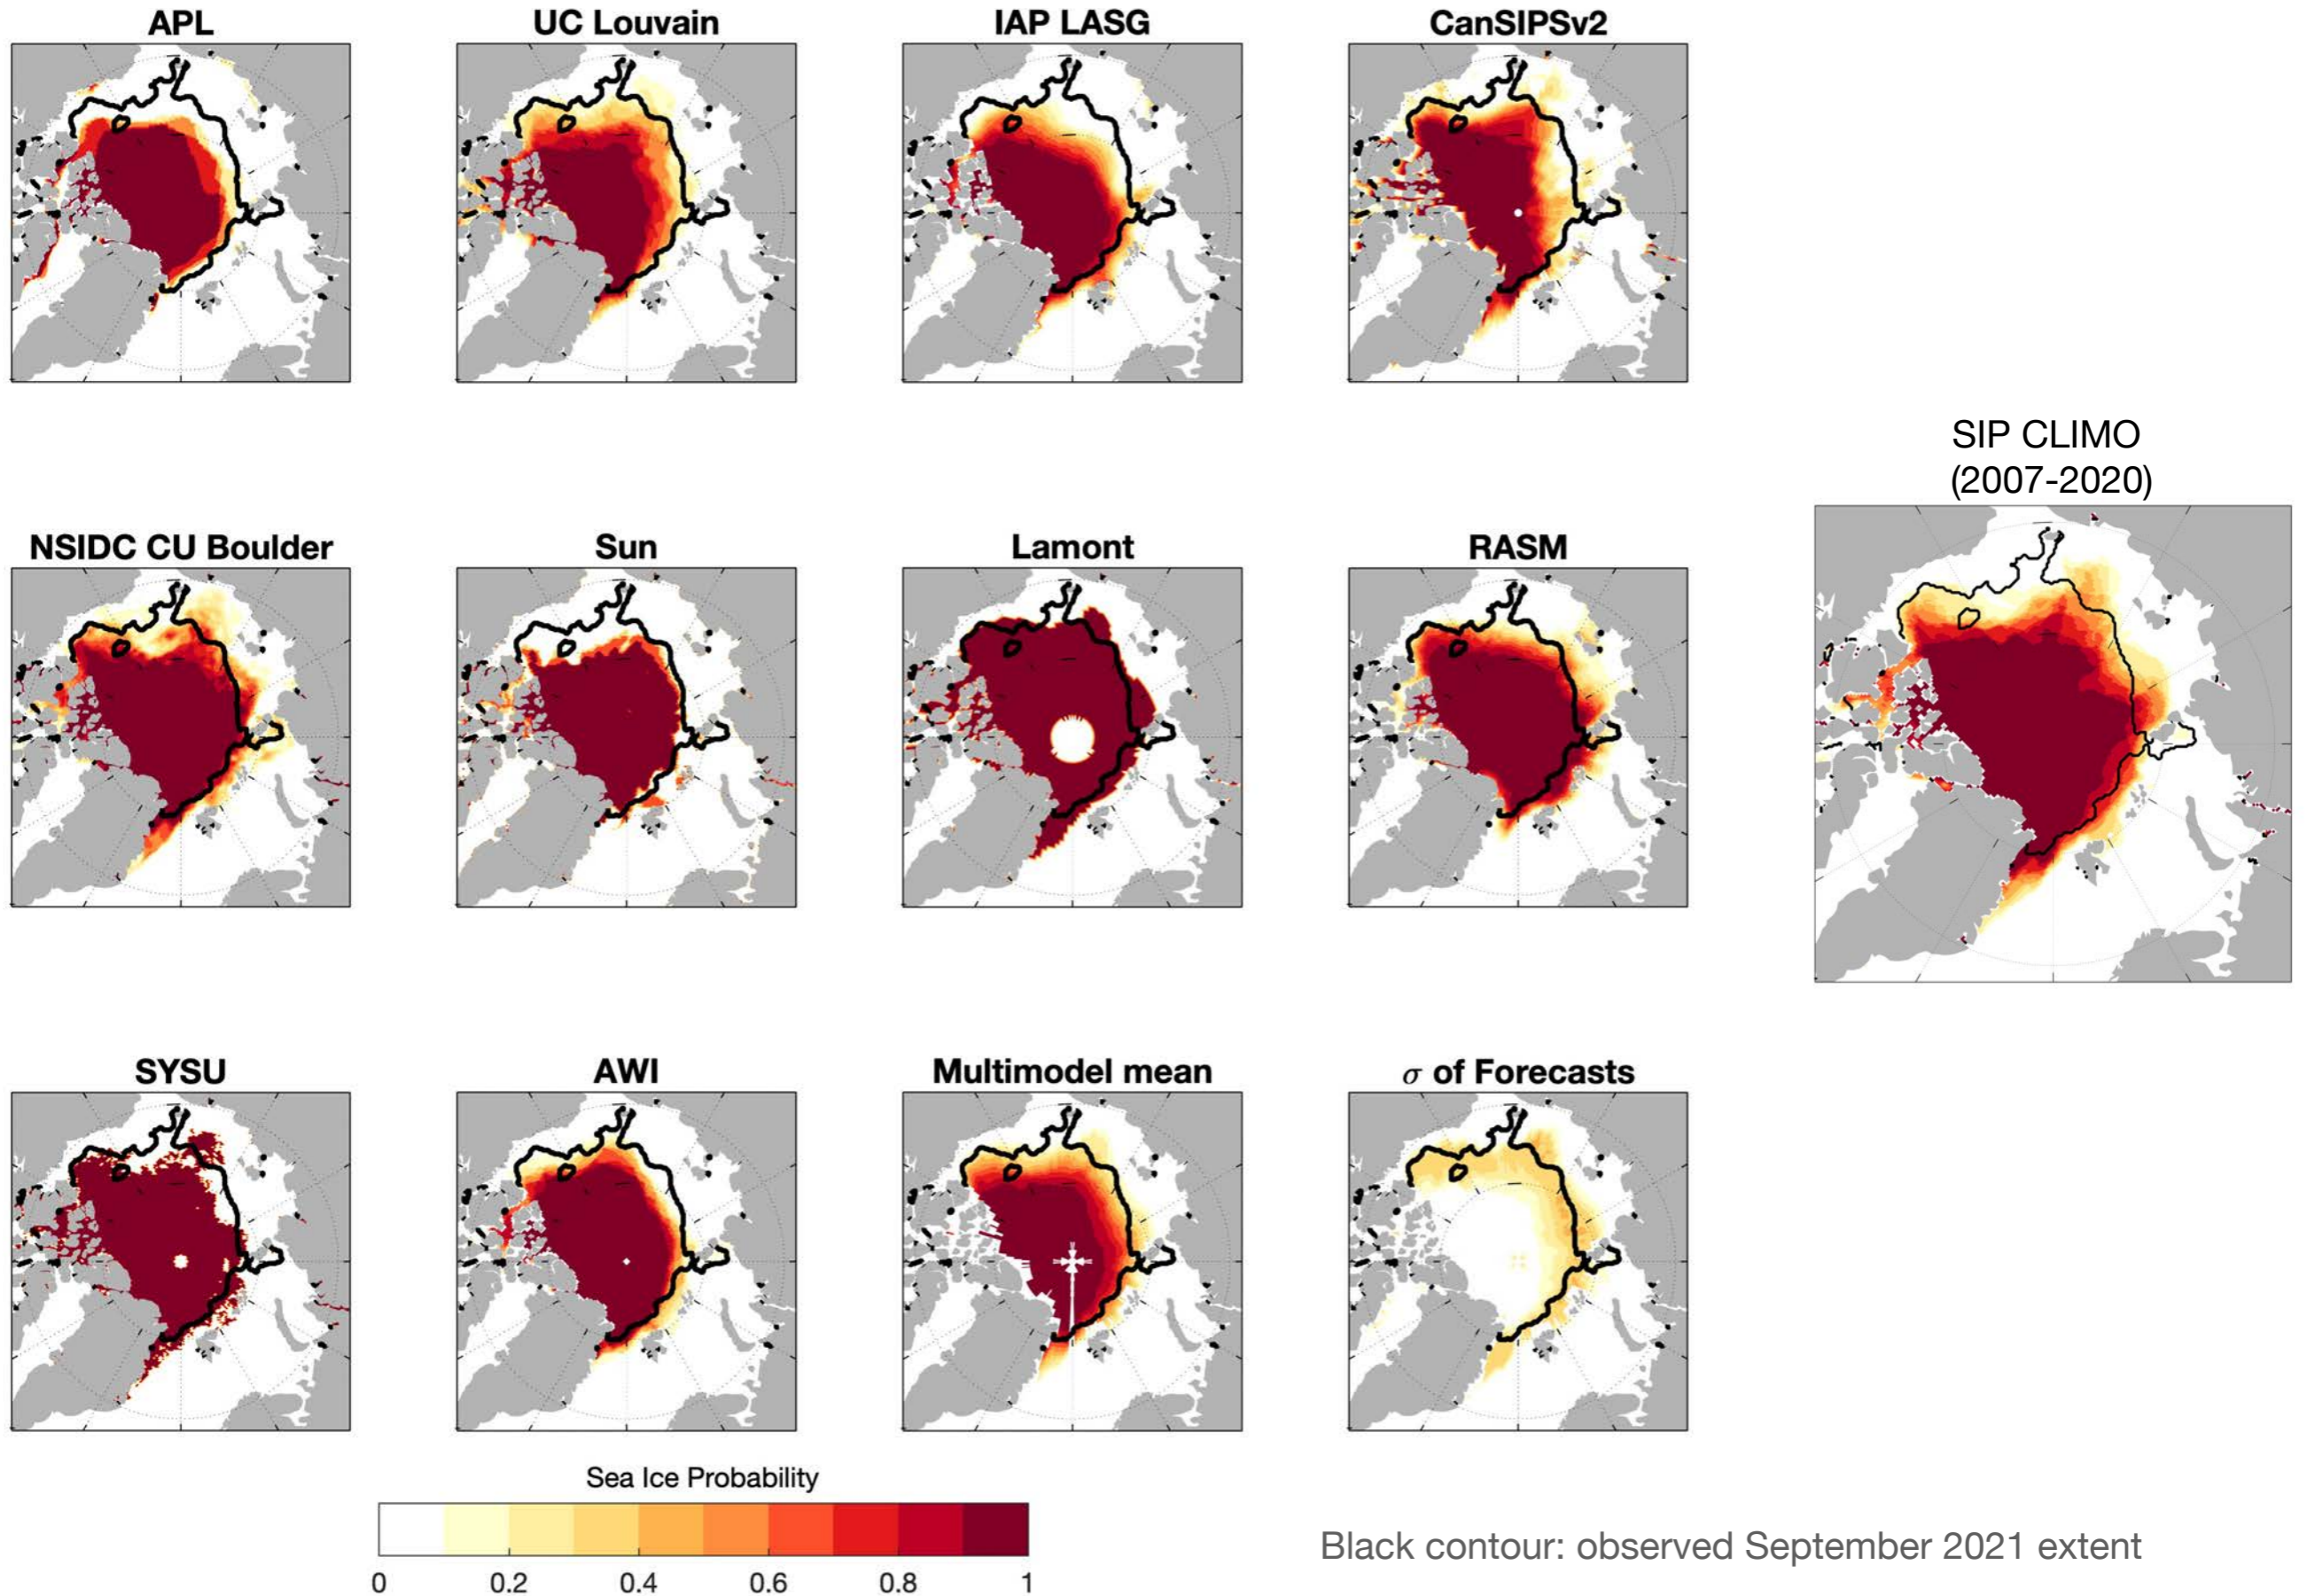 APL
UC Louvain
IAP LASG
CanSIPSv2
SIP CLIMO
(2007-2020)
NSIDC CU Boulder
Sun
Lamont
RASM
SYSU
AWI
Multimodel mean
σ of Forecasts
Sea Ice Probability
0 0.2 0.4 0.6 0.8 1
Black contour: observed September 2021 extent